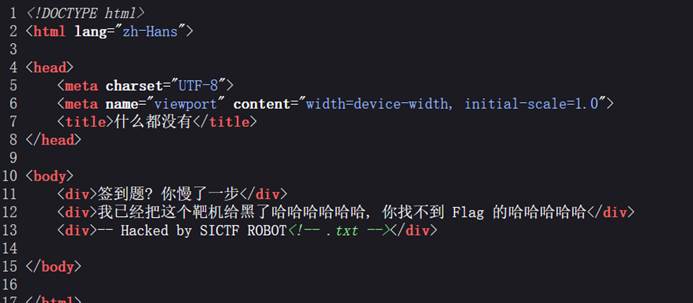 1 <!DOCTYPE html>
2 <html lang="zh-Hans">
3
4 <head>
5     <meta charset="UTF-8">
6     <meta name="viewport" content="width=device-width, initial-scale=1.0">
7     <title>什么都没有</title>
8 </head>
9
10 <body>
11     <div>签到题? 你慢了一步</div>
12     <div>我已经把这个靶机给黑了哈哈哈哈哈哈, 你找不到 Flag 的哈哈哈哈哈</div>
13     <div>-- Hacked by SICTF ROBOT<!-- .txt --></div>
14
15 </body>
16
17 </html>